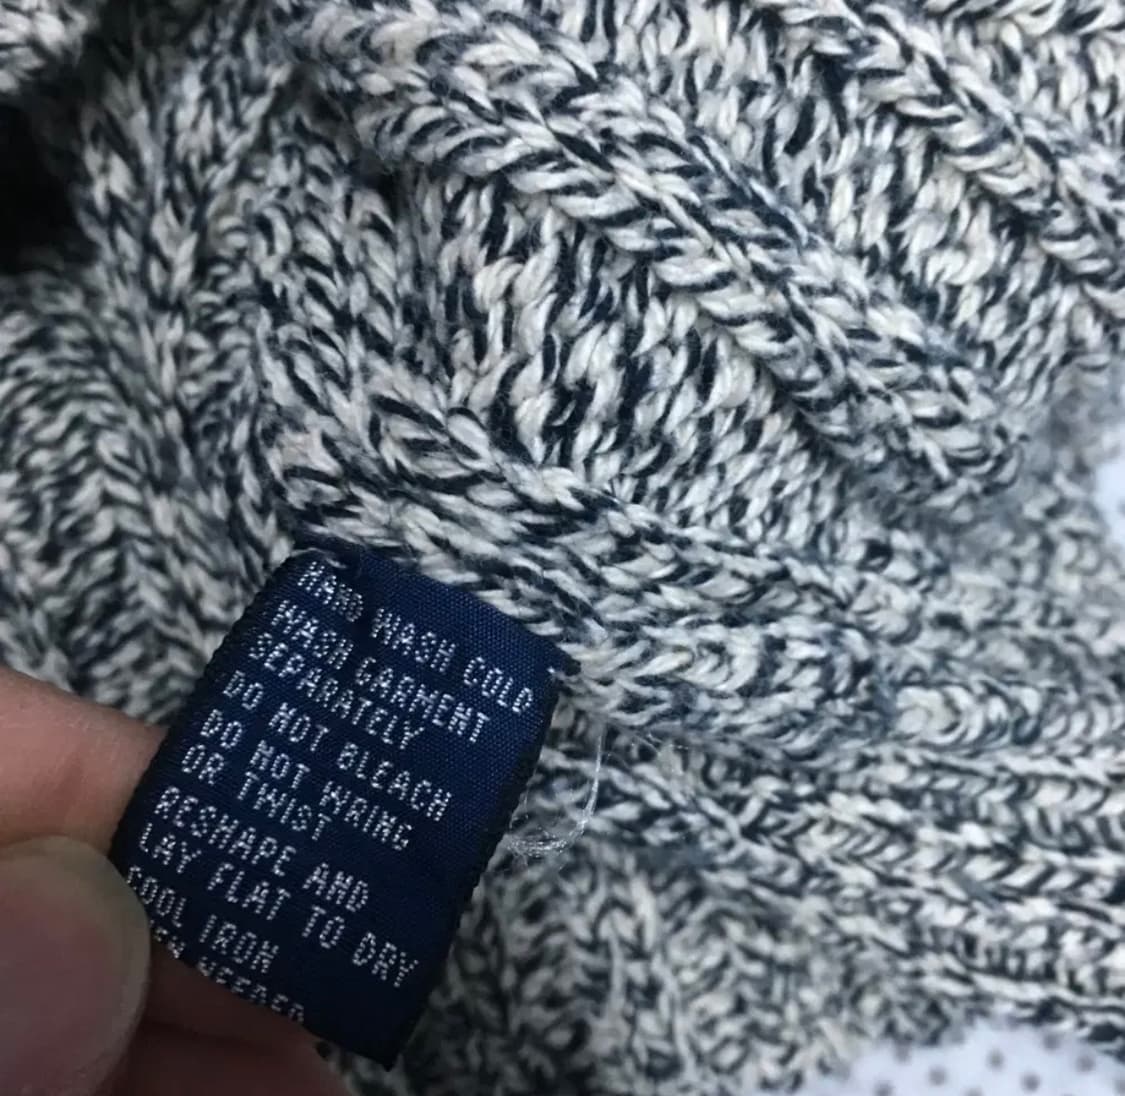 HAND WASH COLD
WASH GARMENT
SEPARATELY
DO NOT BLEACH
DO NOT WRING
OR TWIST
RESHAPE AND
LAY FLAT TO DRY
COOL IRON